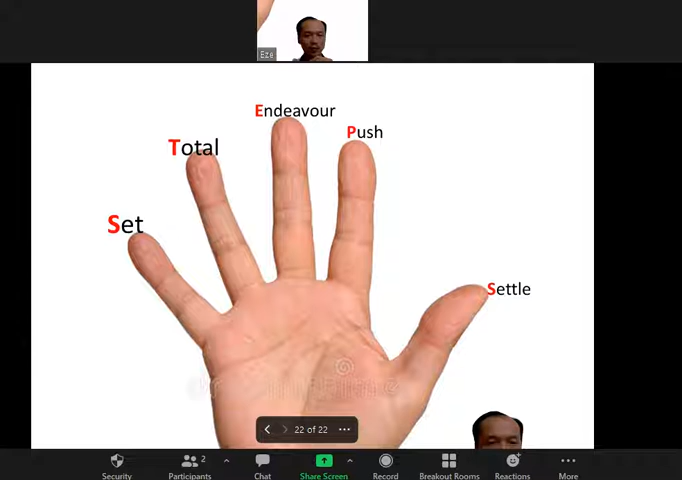 Eze
Endeavour
Push
Total
Set
Settle
dreamstime
22 of 22
2
Security
Participants
Chat
Share Screen
Record
Breakout Rooms
Reactions
More